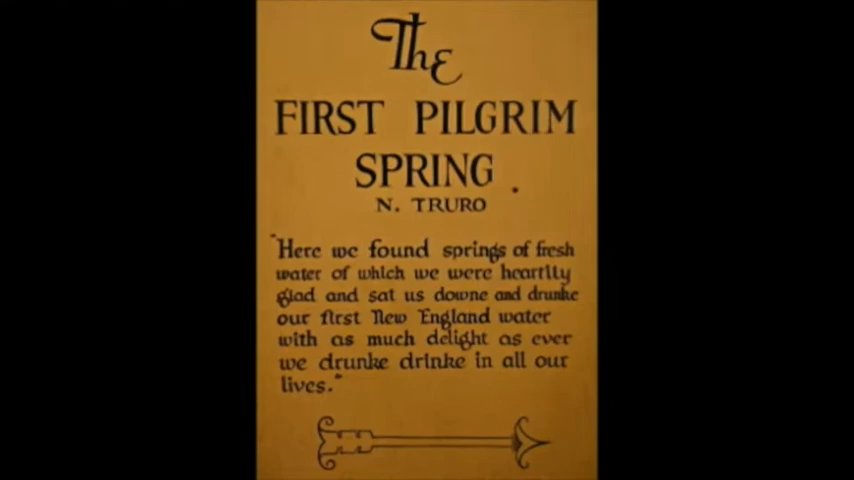 The
FIRST PILGRIM
SPRING.
N. TRURO
"Here we found springs of fresh
water of which we were heartily
glad and sat us downe and drunke
our first New England water
with as much delight as ever
we drunke drinke in all our
lives."